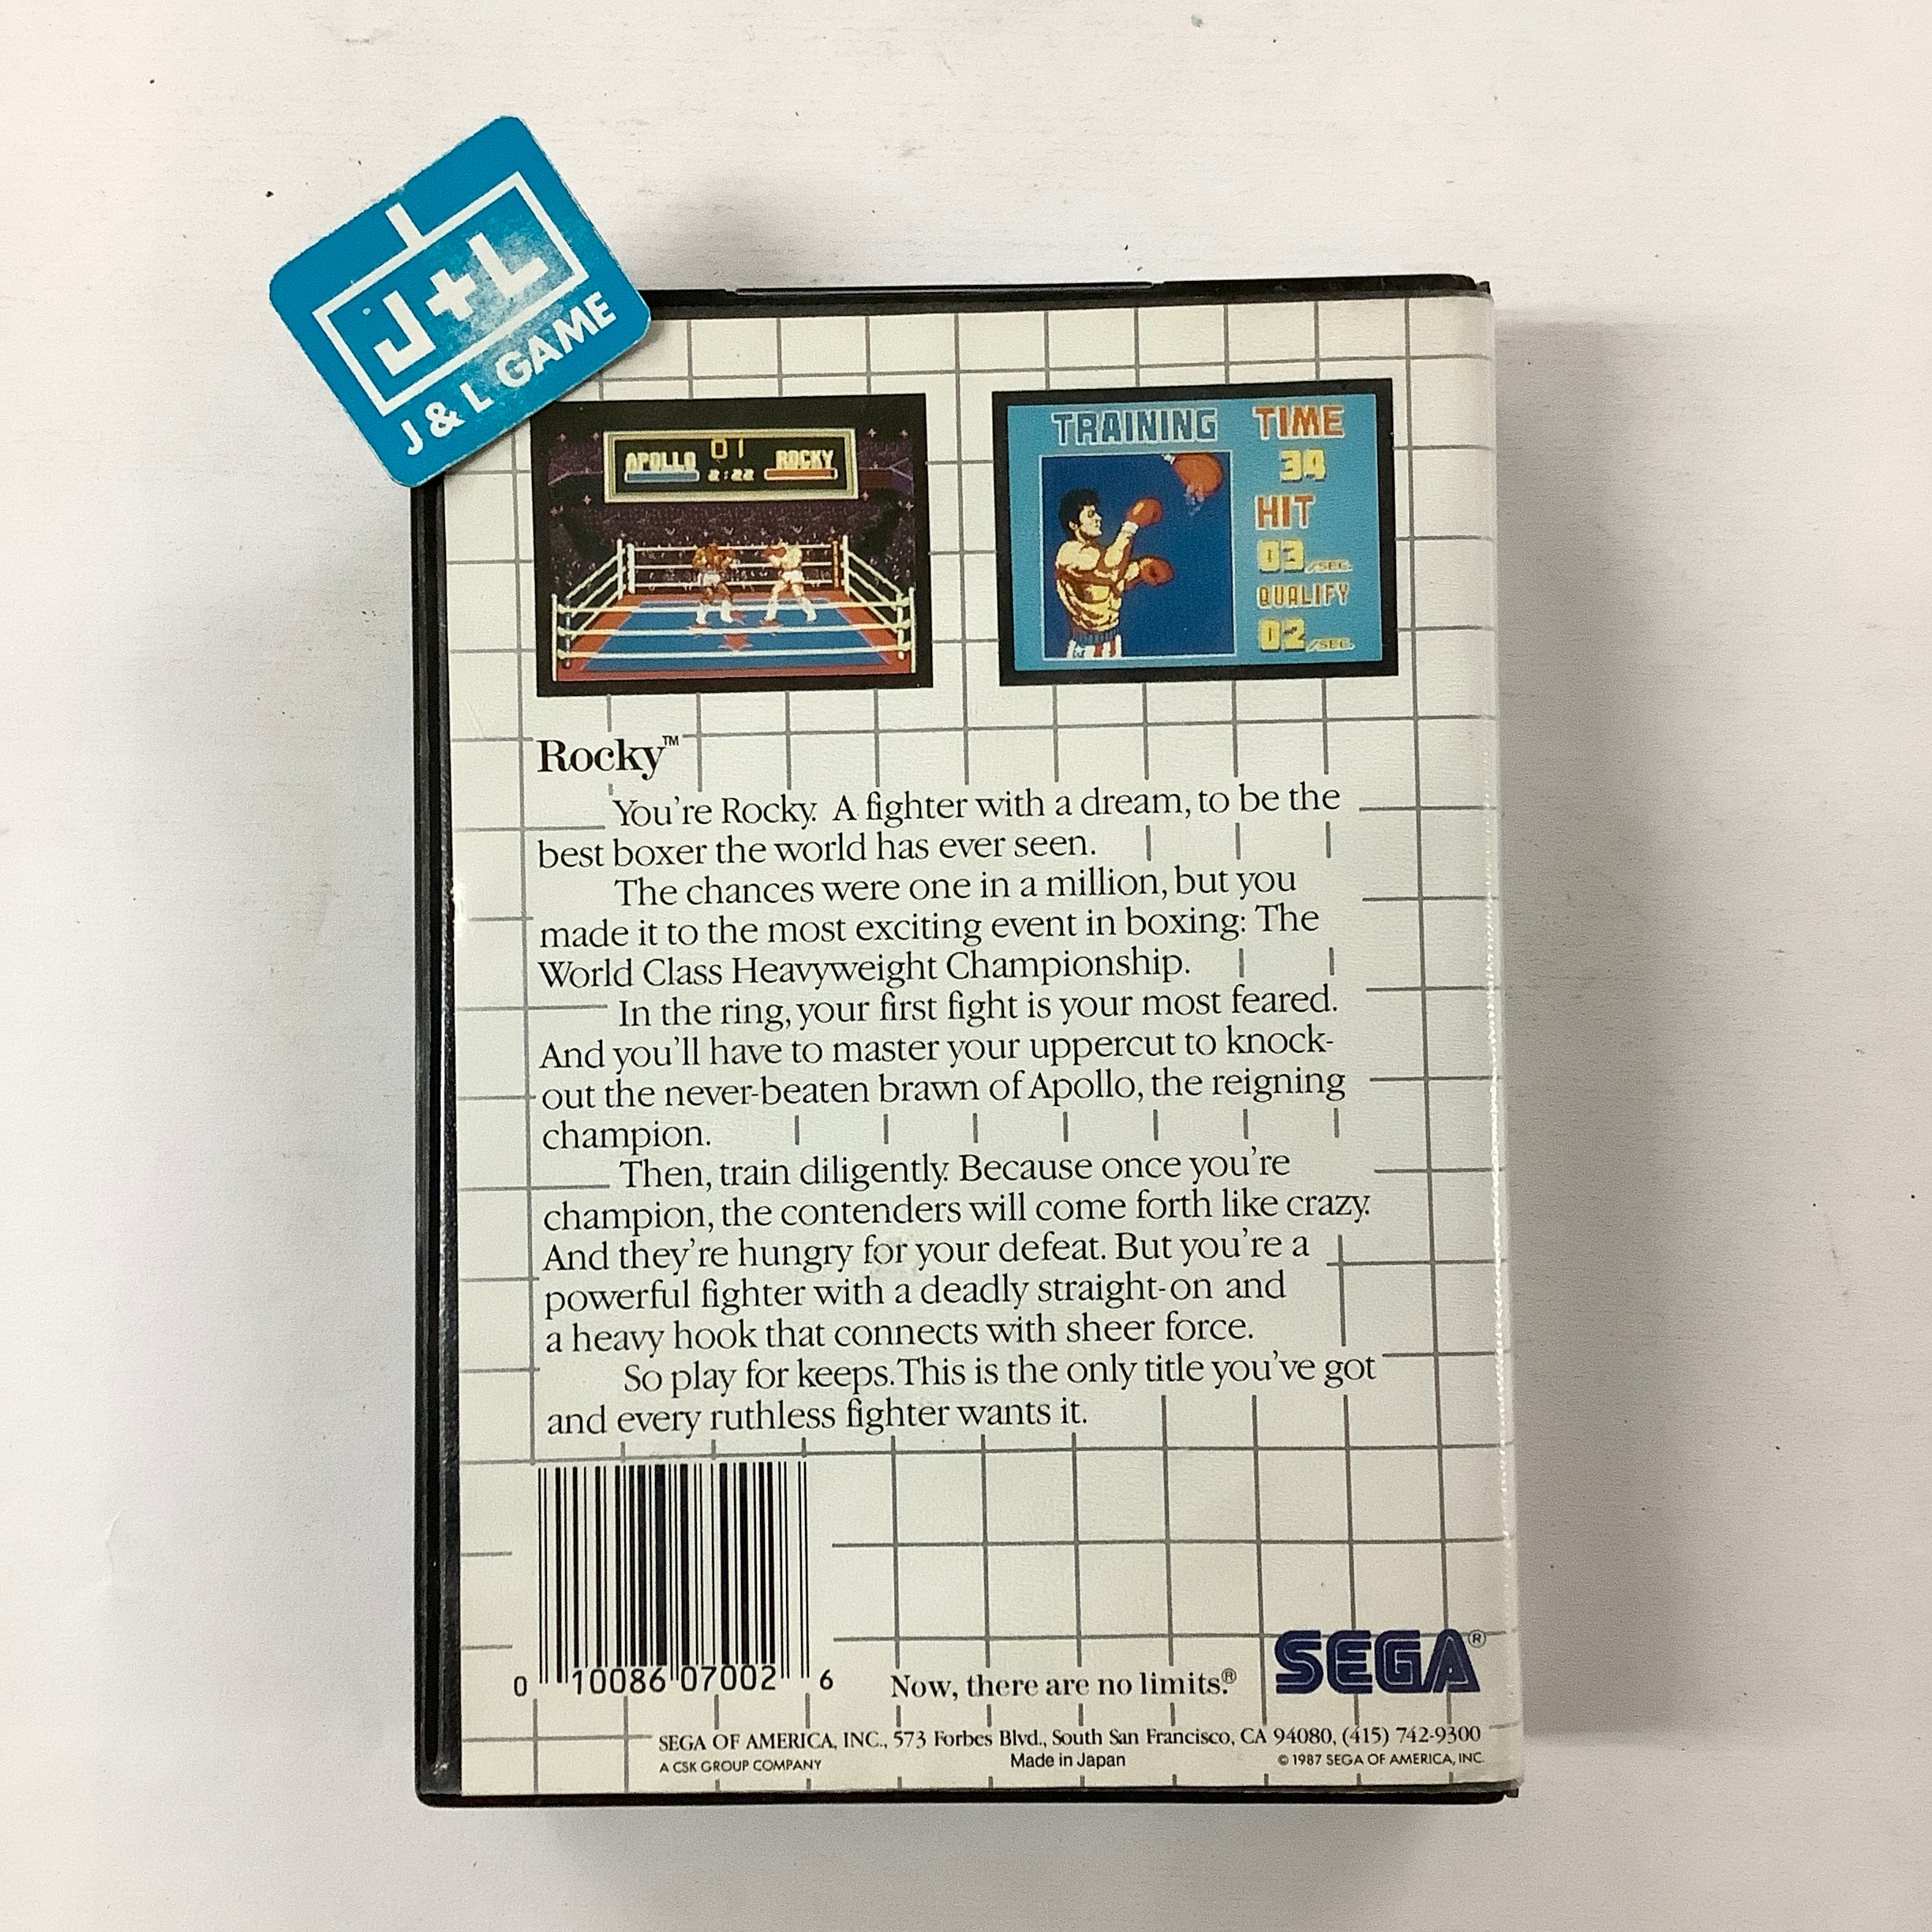 J+L
J & L GAME
01
APOLLO ROCKY
2:22
TRAINING TIME
34
HIT
03/SEC.
QUALIFY
02/SEC.
Rocky™
You're Rocky. A fighter with a dream, to be the
best boxer the world has ever seen.
The chances were one in a million, but you
made it to the most exciting event in boxing: The
World Class Heavyweight Championship.
In the ring, your first fight is your most feared.
And you'll have to master your uppercut to knock-
out the never-beaten brawn of Apollo, the reigning
champion.
Then, train diligently. Because once you're
champion, the contenders will come forth like crazy.
And they're hungry for your defeat. But you're a
powerful fighter with a deadly straight-on and
a heavy hook that connects with sheer force.
So play for keeps. This is the only title you've got
and every ruthless fighter wants it.
0 10086 07002 6
Now, there are no limits.®
SEGA®
SEGA OF AMERICA, INC., 573 Forbes Blvd., South San Francisco, CA 94080, (415) 742-9300
A CSK GROUP COMPANY Made in Japan © 1987 SEGA OF AMERICA, INC.